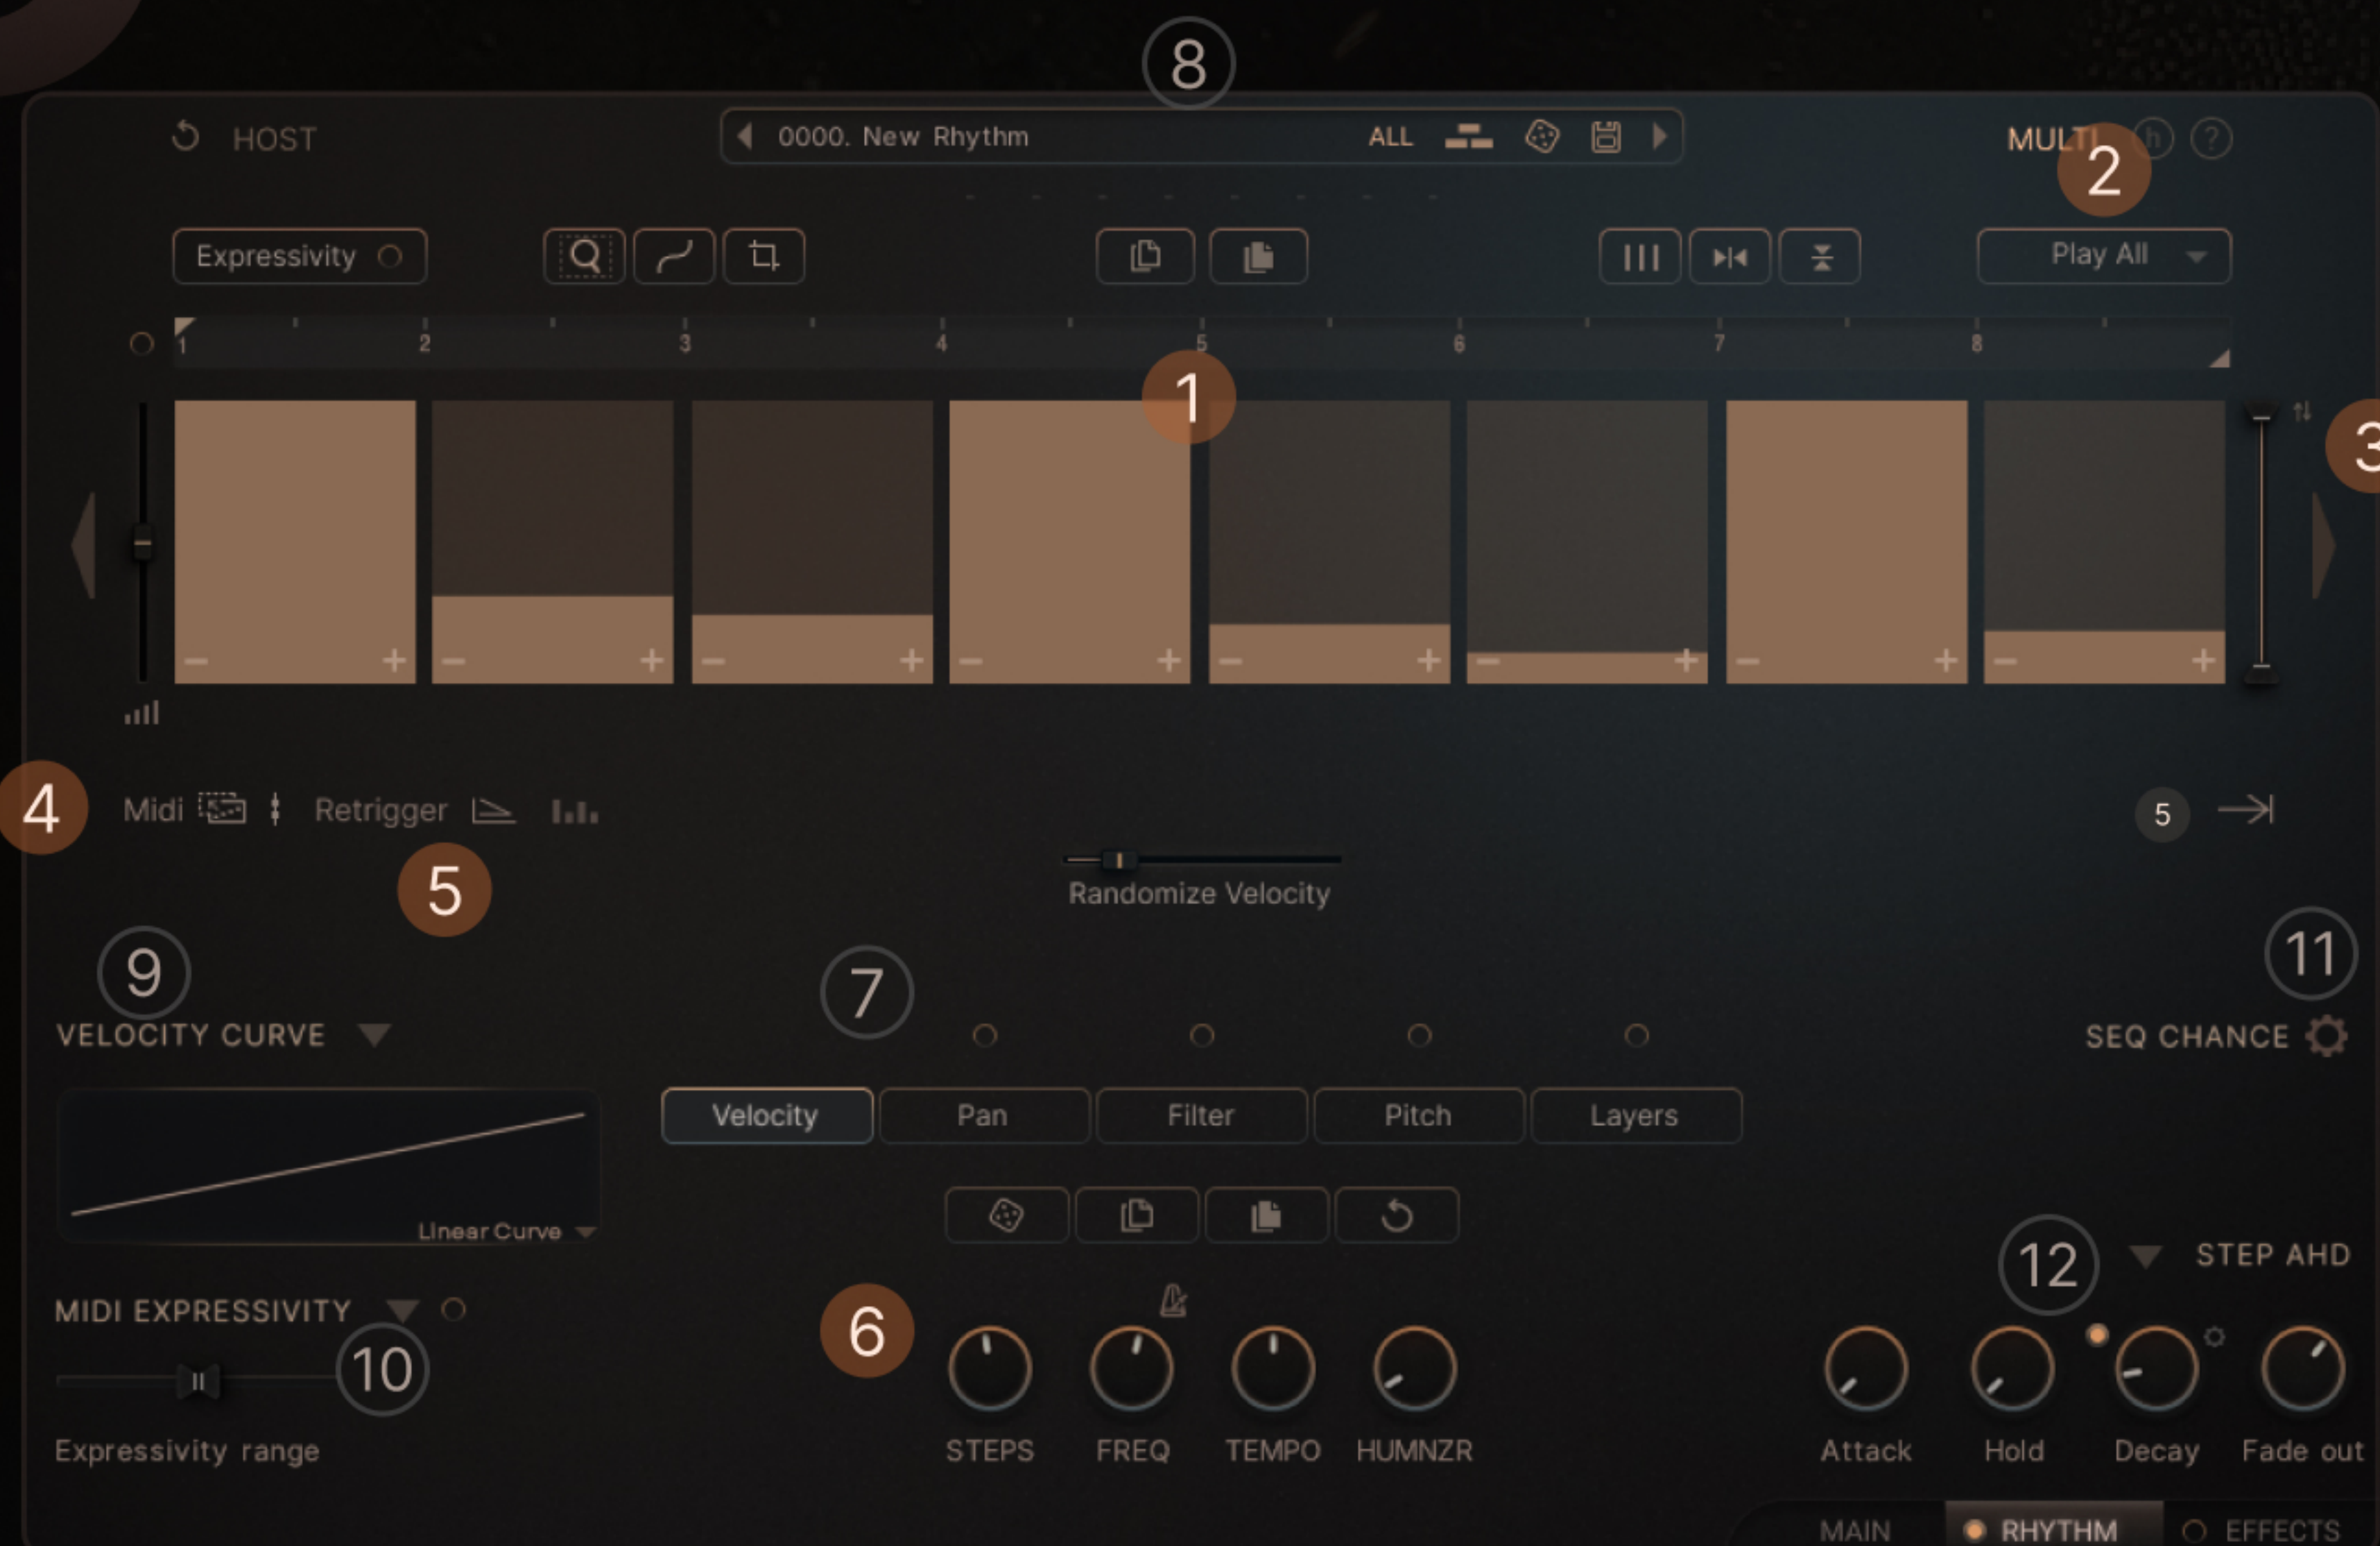 8
HOST
0000. New Rhythm
ALL
MULTI
h
?
2
Expressivity
Play All
1 2 3 4 5 6 7 8
1
3
− + − + − + − + − + − + − + − +
4
Midi
Retrigger
5
5
Randomize Velocity
9
7
11
VELOCITY CURVE
SEQ CHANCE
Velocity
Pan
Filter
Pitch
Layers
Linear Curve
12
STEP AHD
MIDI EXPRESSIVITY
6
10
Expressivity range
STEPS
FREQ
TEMPO
HUMNZR
Attack
Hold
Decay
Fade out
MAIN
RHYTHM
EFFECTS